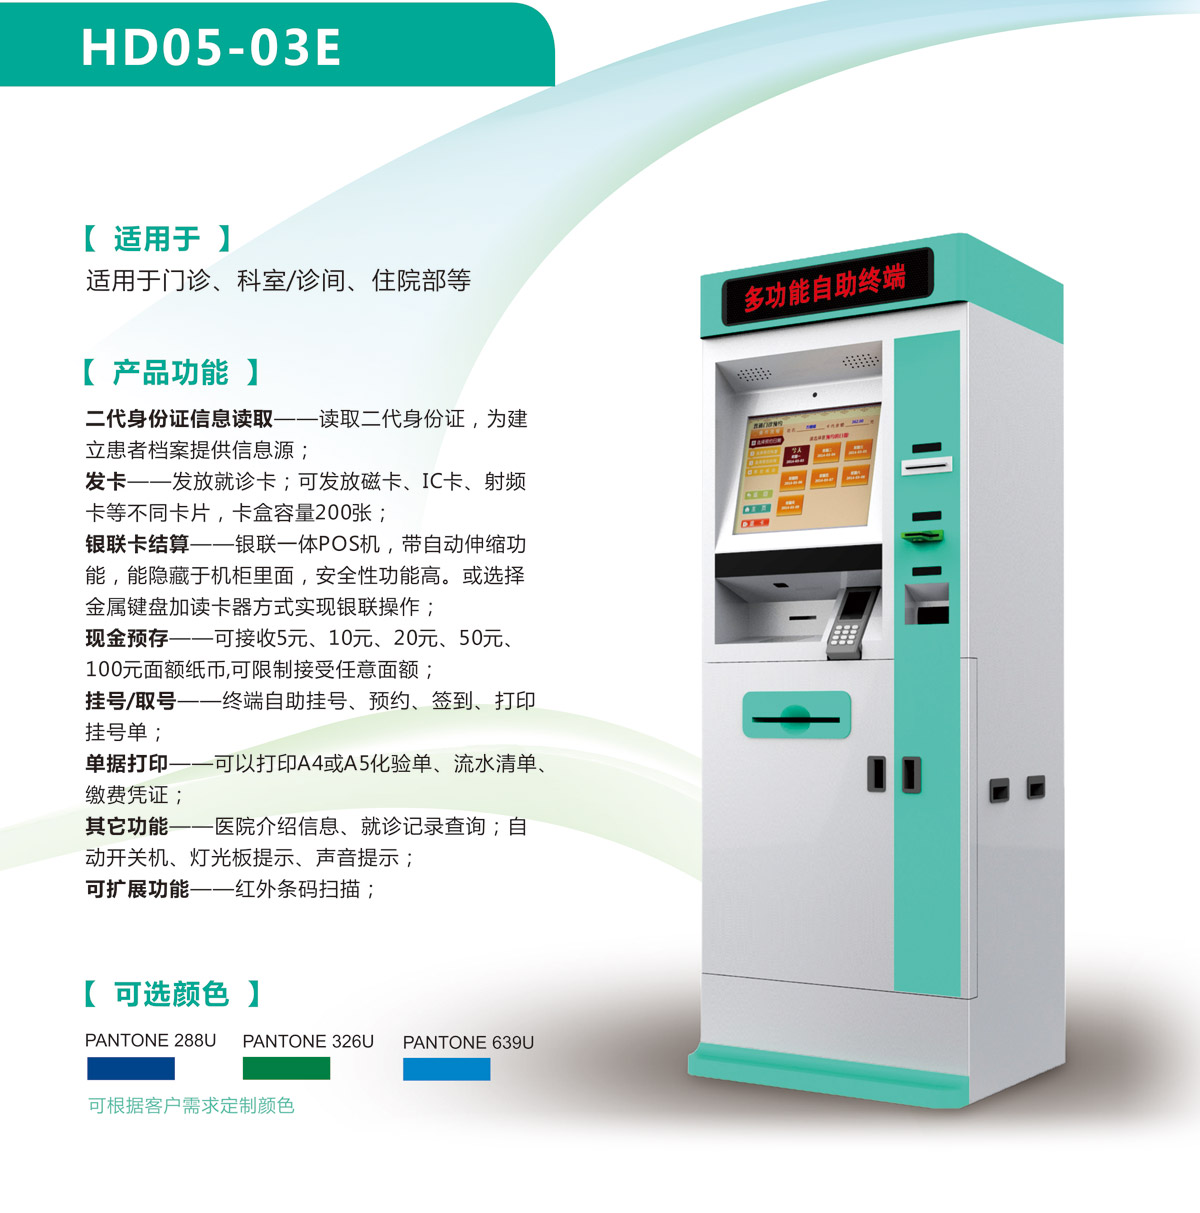 HD05-03E
【 适用于 】
适用于门诊、科室/诊间、住院部等
多功能自助终端
【 产品功能 】
二代身份证信息读取——读取二代身份证，为建
立患者档案提供信息源；
发卡——发放就诊卡；可发放磁卡、IC卡、射频
卡等不同卡片，卡盒容量200张；
银联卡结算——银联一体POS机，带自动伸缩功
能，能隐藏于机柜里面，安全性功能高。或选择
金属键盘加读卡器方式实现银联操作；
现金预存——可接收5元、10元、20元、50元、
100元面额纸币,可限制接受任意面额；
挂号/取号——终端自助挂号、预约、签到、打印
挂号单；
单据打印——可以打印A4或A5化验单、流水清单、
缴费凭证；
其它功能——医院介绍信息、就诊记录查询；自
动开关机、灯光板提示、声音提示；
可扩展功能——红外条码扫描；
【 可选颜色 】
PANTONE 288U
PANTONE 326U
PANTONE 639U
可根据客户需求定制颜色